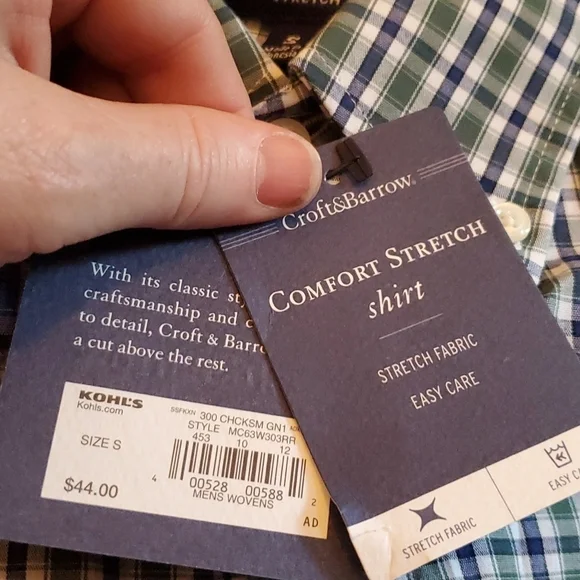 S
Croft&Barrow®
COMFORT STRETCH
shirt
STRETCH FABRIC
EASY CARE
STRETCH FABRIC
EASY
With its classic
craftsmanship and
to detail, Croft &
a cut above the rest.
KOHL'S
Kohls.com
SIZE S
$44.00
300 CHCKSM GN1
STYLE MC63W303RR
453 10 12
4 00528 00588 2
MENS WOVENS
AD